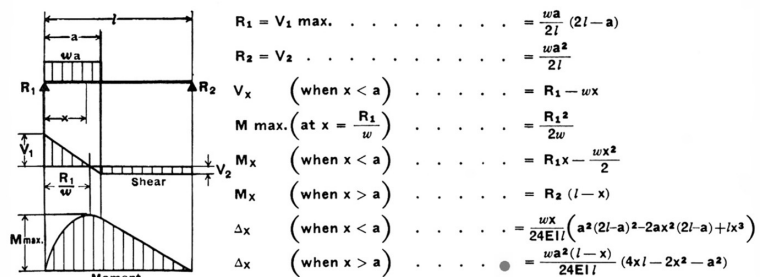 l
a
wa
R₁
R₂
x
V₁
V₂
R₁/w
Shear
M max.
Moment
R₁ = V₁ max. . . . . . . . . = wa/2l (2l – a)
R₂ = V₂ . . . . . . . . . . = wa²/2l
Vₓ (when x < a) . . . . . = R₁ – wx
M max. (at x = R₁/w) . . . . . = R₁²/2w
Mₓ (when x < a) . . . . . = R₁x – wx²/2
Mₓ (when x > a) . . . . . = R₂ (l – x)
Δₓ (when x < a) . . . . . = wx/24EIl (a²(2l–a)²–2ax²(2l–a)+lx³)
Δₓ (when x > a) . . . . = wa²(l – x)/24EIl (4xl – 2x² – a²)